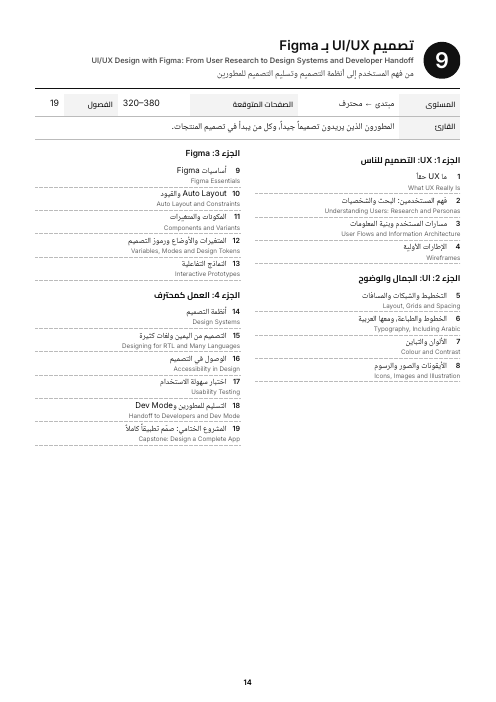 9
تصميم UI/UX بـ Figma
UI/UX Design with Figma: From User Research to Design Systems and Developer Handoff
من فهم المستخدم إلى أنظمة التصميم وتسليم التصميم للمطورين
المستوى مبتدئ ← محترف الصفحات المتوقعة 320–380 الفصول 19
القارئ المطورون الذين يريدون تصميماً جيداً، وكل من يبدأ في تصميم المنتجات.
الجزء 1: UX: التصميم للناس
1 ما UX حقاً
What UX Really Is
2 فهم المستخدمين: البحث والشخصيات
Understanding Users: Research and Personas
3 مسارات المستخدم وبنية المعلومات
User Flows and Information Architecture
4 الإطارات الأولية
Wireframes
الجزء 2: UI: الجمال والوضوح
5 التخطيط والشبكات والمسافات
Layout, Grids and Spacing
6 الخطوط والطباعة، ومعها العربية
Typography, Including Arabic
7 الألوان والتباين
Colour and Contrast
8 الأيقونات والصور والرسوم
Icons, Images and Illustration
الجزء 3: Figma
9 أساسيات Figma
Figma Essentials
10 Auto Layout والقيود
Auto Layout and Constraints
11 المكونات والمتغيرات
Components and Variants
12 المتغيرات والأوضاع ورموز التصميم
Variables, Modes and Design Tokens
13 النماذج التفاعلية
Interactive Prototypes
الجزء 4: العمل كمحترف
14 أنظمة التصميم
Design Systems
15 التصميم من اليمين ولغات كثيرة
Designing for RTL and Many Languages
16 الوصول في التصميم
Accessibility in Design
17 اختبار سهولة الاستخدام
Usability Testing
18 التسليم للمطورين وDev Mode
Handoff to Developers and Dev Mode
19 المشروع الختامي: صمّم تطبيقاً كاملاً
Capstone: Design a Complete App
14